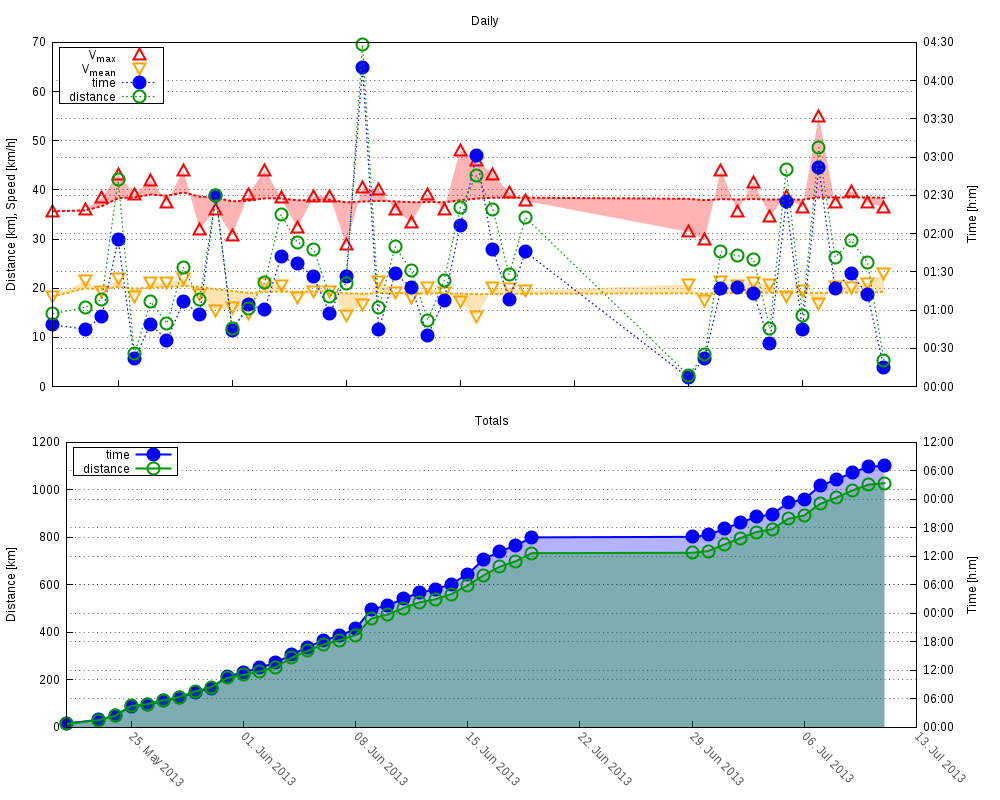 Daily
70 04:30
60 04:00
50 03:30
40 03:00
30 02:30
20 02:00
10 01:30
0 01:00
00:30
00:00
Distance [km], Speed [km/h]
Time [h:m]
Vmax
Vmean
time
distance
Totals
1200 12:00
1000 06:00
800 00:00
600 18:00
400 12:00
200 06:00
0 00:00
18:00
12:00
06:00
00:00
Distance [km]
Time [h:m]
time
distance
25. May 2013
01. Jun 2013
08. Jun 2013
15. Jun 2013
22. Jun 2013
29. Jun 2013
06. Jul 2013
13. Jul 2013